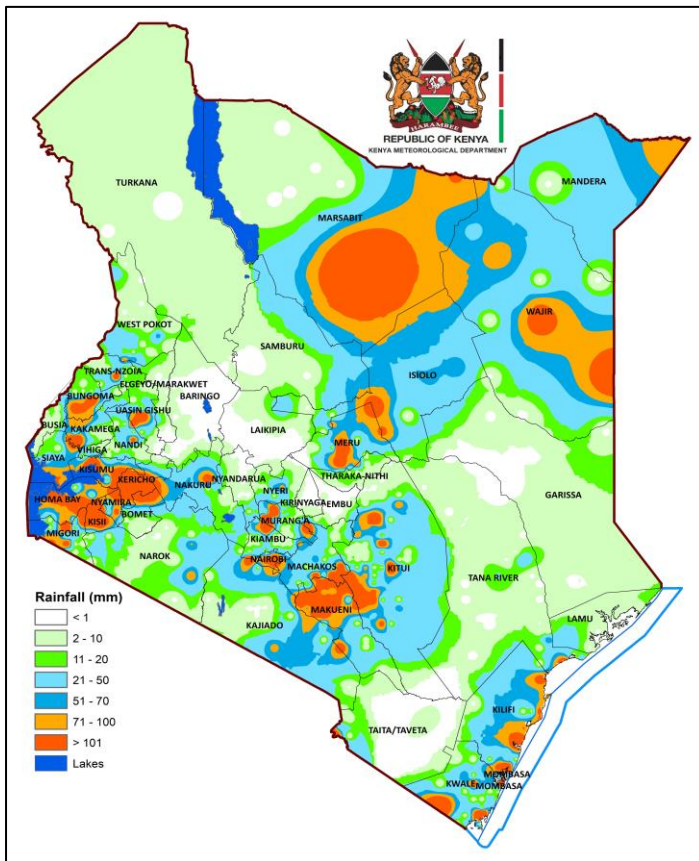 HARAMBEE
REPUBLIC OF KENYA
KENYA METEOROLOGICAL DEPARTMENT
TURKANA
MANDERA
MARSABIT
WAJIR
WEST POKOT
SAMBURU
ISIOLO
TRANS-NZOIA
ELGEYO/MARAKWET
BUNGOMA
BARINGO
UASIN GISHU
BUSIA
KAKAMEGA
LAIKIPIA
NANDI
MERU
VIHIGA
SIAYA
KISUMU
THARAKA-NITHI
KERICHO
NYANDARUA
NAKURU
NYERI
HOMA BAY
NYAMIRA
KIRINYAGA
EMBU
GARISSA
KISII
BOMET
MURANG'A
MIGORI
KIAMBU
NAROK
NAIROBI
MACHAKOS
KITUI
TANA RIVER
MAKUENI
KAJIADO
LAMU
KILIFI
TAITA/TAVETA
MOMBASA
KWALE
MOMBASA
Rainfall (mm)
< 1
2 - 10
11 - 20
21 - 50
51 - 70
71 - 100
> 101
Lakes